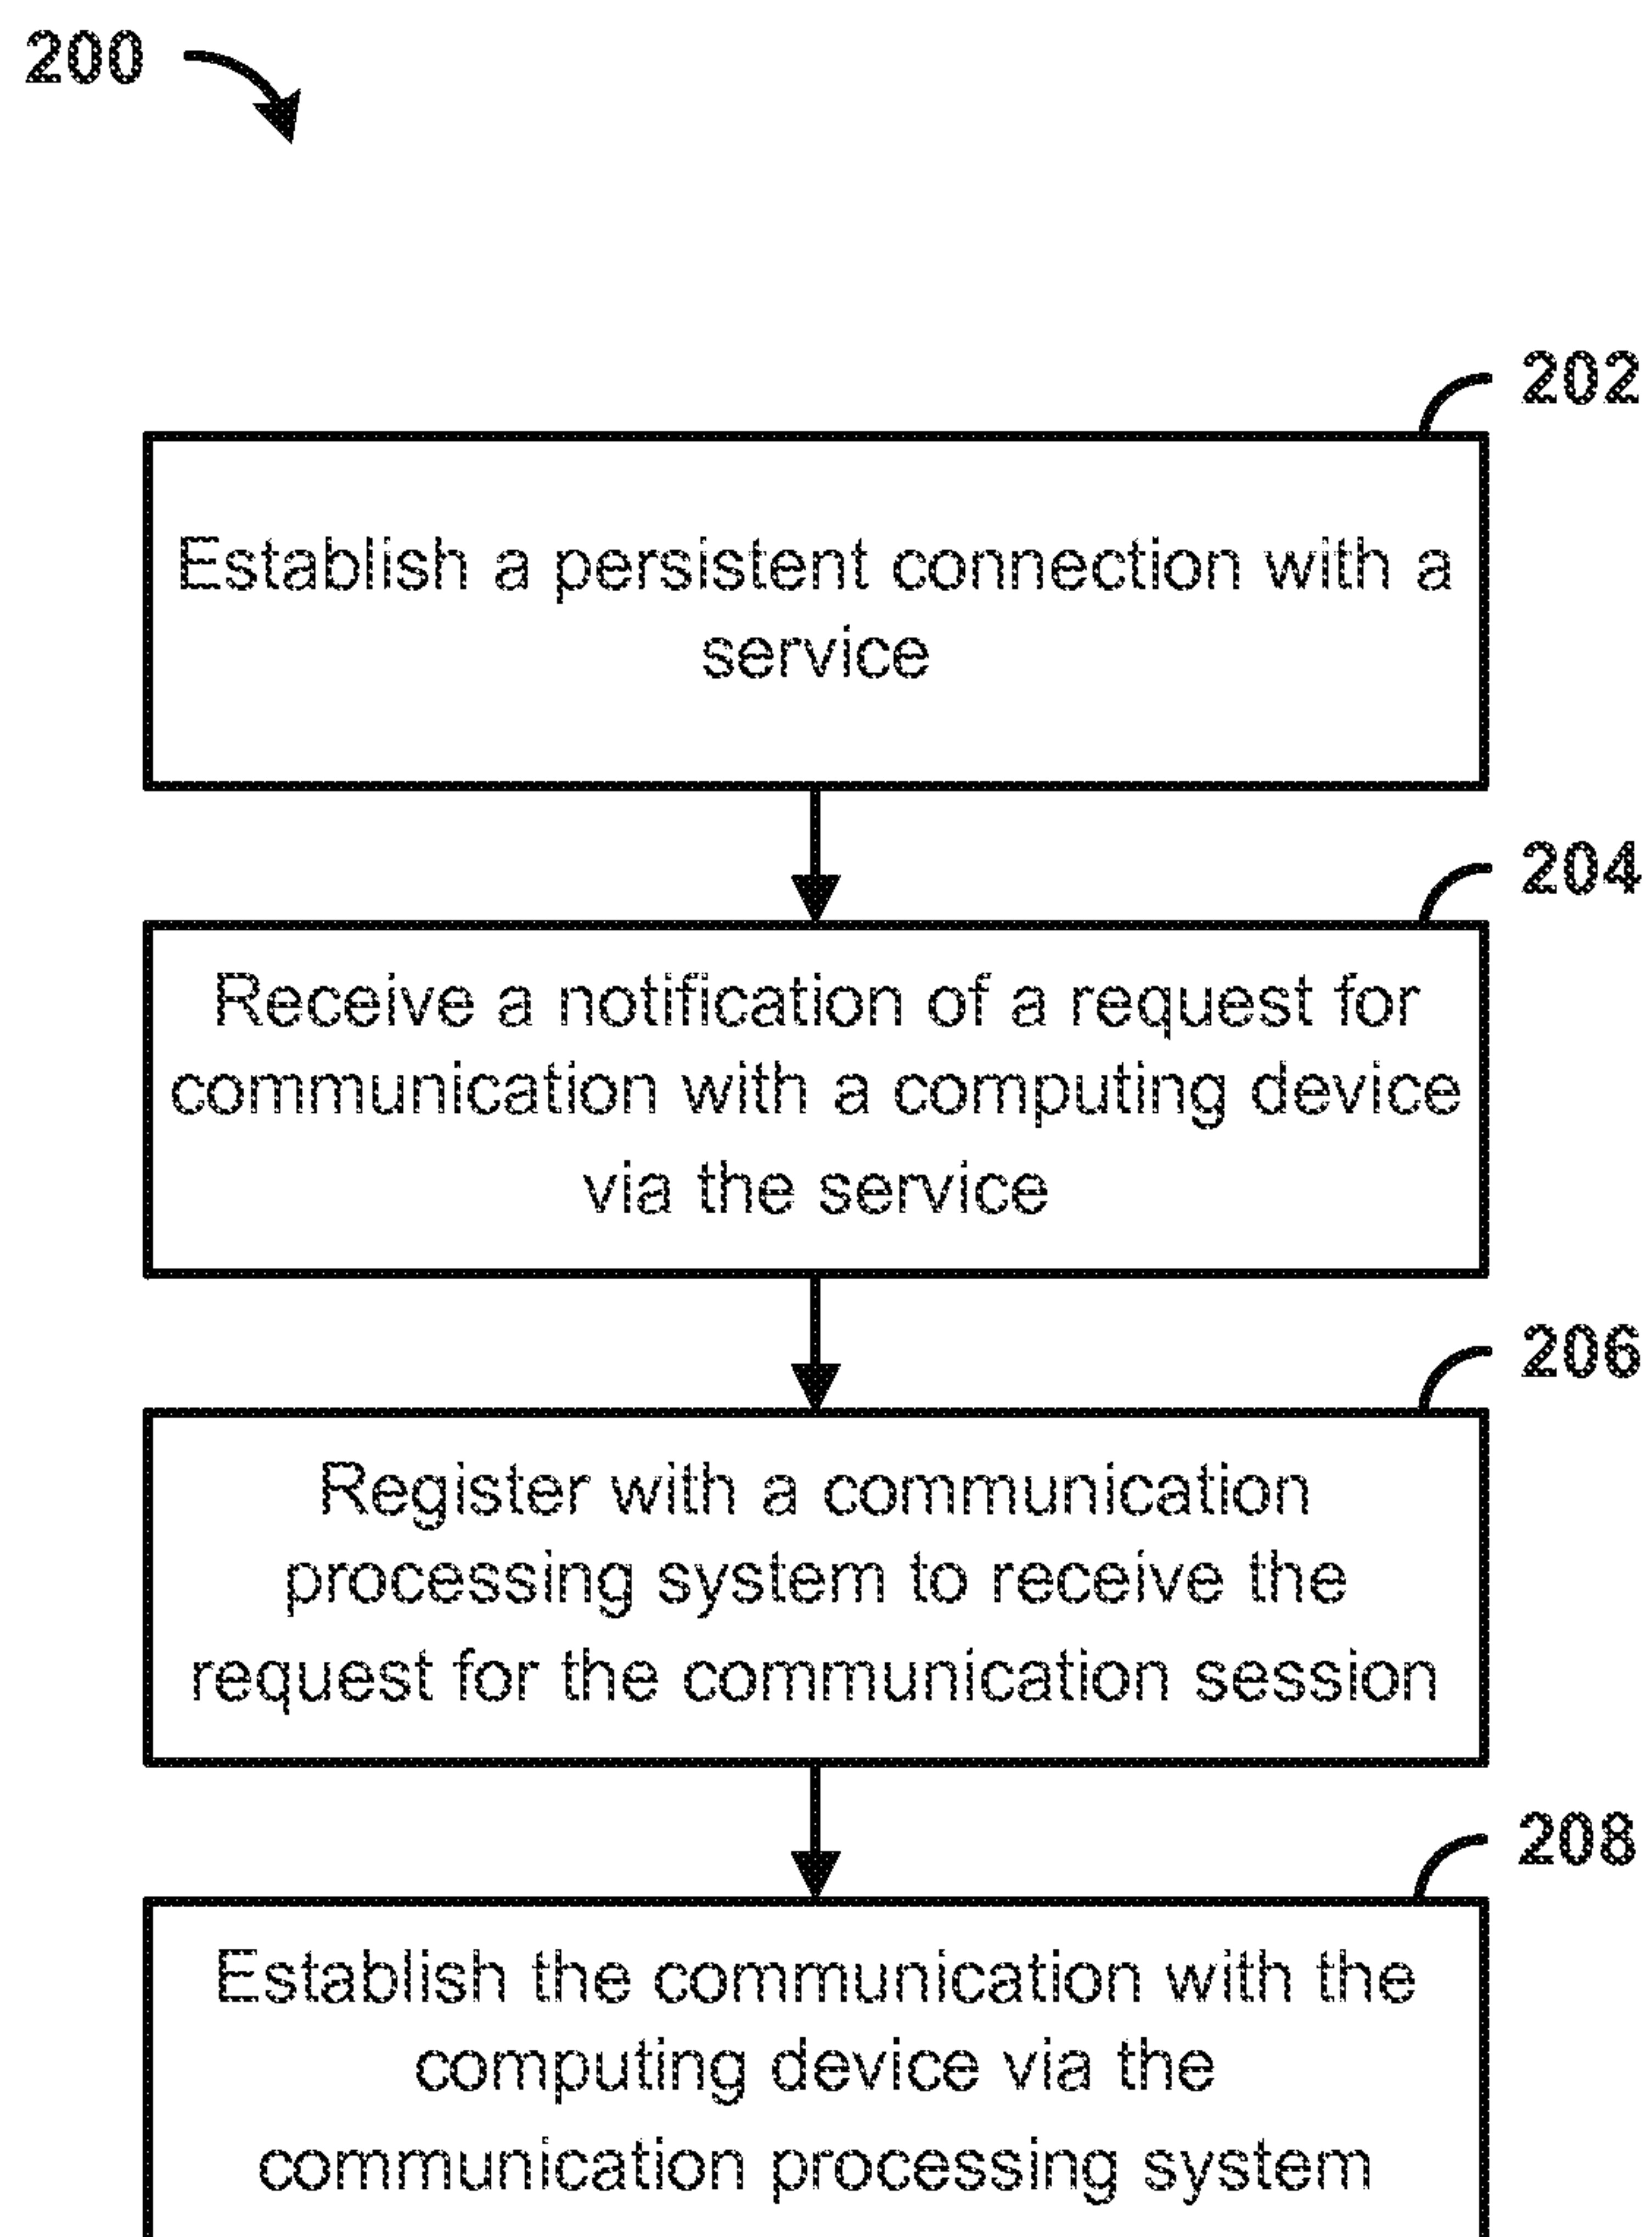 200
202
Establish a persistent connection with a
service
204
Receive a notification of a request for
communication with a computing device
via the service
206
Register with a communication
processing system to receive the
request for the communication session
208
Establish the communication with the
computing device via the
communication processing system